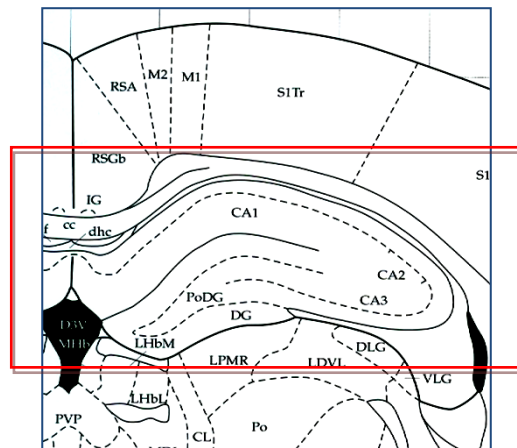 M2
M1
RSA
S1Tr
RSGb
S1
IG
CA1
cc
f
dhc
CA2
PoDG
CA3
DG
D3V
MHb
LHbM
DLG
LPMR
LDVL
VLG
LHbL
PVP
CL
Po